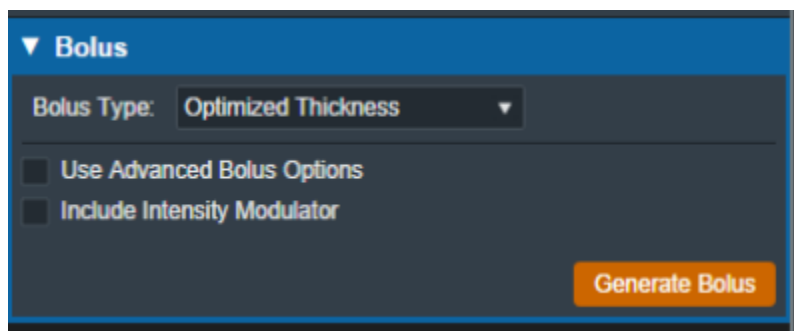 Bolus
Bolus Type: Optimized Thickness
Use Advanced Bolus Options
Include Intensity Modulator
Generate Bolus